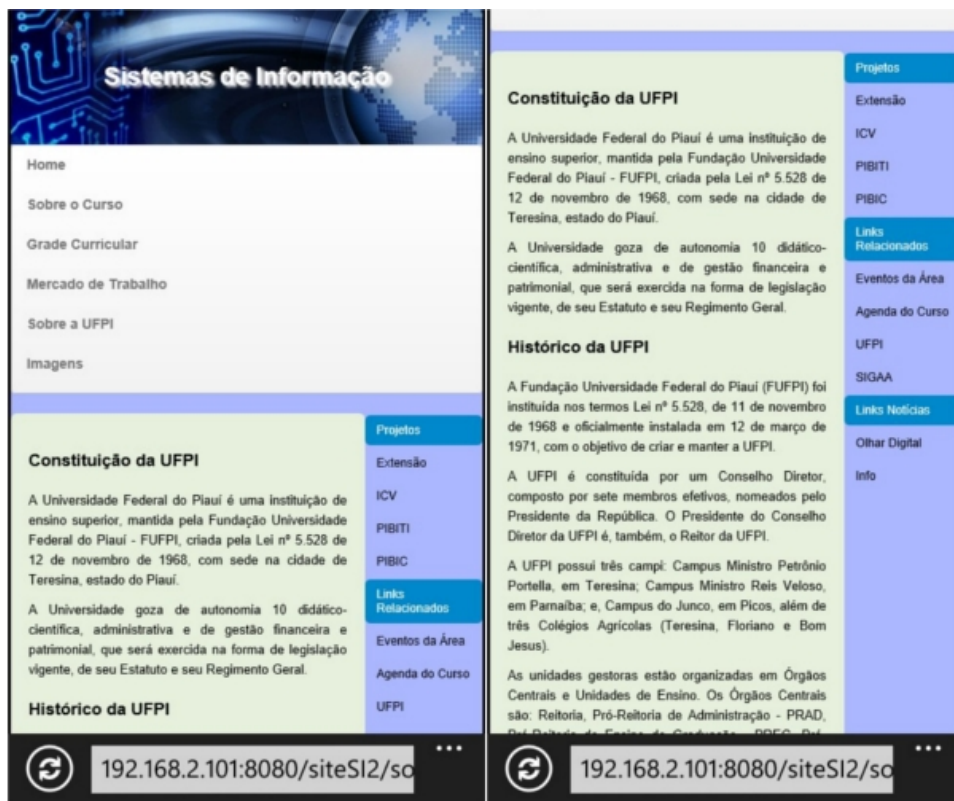 Sistemas de Informação
Home
Sobre o Curso
Grade Curricular
Mercado de Trabalho
Sobre a UFPI
Imagens
Constituição da UFPI
A Universidade Federal do Piauí é uma instituição de
ensino superior, mantida pela Fundação Universidade
Federal do Piauí - FUFPI, criada pela Lei nº 5.528 de
12 de novembro de 1968, com sede na cidade de
Teresina, estado do Piauí.
A Universidade goza de autonomia 10 didático-
científica, administrativa e de gestão financeira e
patrimonial, que será exercida na forma de legislação
vigente, de seu Estatuto e seu Regimento Geral.
Histórico da UFPI
Projetos
Extensão
ICV
PIBITI
PIBIC
Links
Relacionados
Eventos da Área
Agenda do Curso
UFPI
192.168.2.101:8080/siteSI2/so
Constituição da UFPI
A Universidade Federal do Piauí é uma instituição de
ensino superior, mantida pela Fundação Universidade
Federal do Piauí - FUFPI, criada pela Lei nº 5.528 de
12 de novembro de 1968, com sede na cidade de
Teresina, estado do Piauí.
A Universidade goza de autonomia 10 didático-
científica, administrativa e de gestão financeira e
patrimonial, que será exercida na forma de legislação
vigente, de seu Estatuto e seu Regimento Geral.
Histórico da UFPI
A Fundação Universidade Federal do Piauí (FUFPI) foi
instituída nos termos Lei nº 5.528, de 11 de novembro
de 1968 e oficialmente instalada em 12 de março de
1971, com o objetivo de criar e manter a UFPI.
A UFPI é constituída por um Conselho Diretor,
composto por sete membros efetivos, nomeados pelo
Presidente da República. O Presidente do Conselho
Diretor da UFPI é, também, o Reitor da UFPI.
A UFPI possui três campi: Campus Ministro Petrônio
Portella, em Teresina; Campus Ministro Reis Veloso,
em Parnaíba; e, Campus do Junco, em Picos, além de
três Colégios Agrícolas (Teresina, Floriano e Bom
Jesus).
As unidades gestoras estão organizadas em Órgãos
Centrais e Unidades de Ensino. Os Órgãos Centrais
são: Reitoria, Pró-Reitoria de Administração - PRAD,
Projetos
Extensão
ICV
PIBITI
PIBIC
Links
Relacionados
Eventos da Área
Agenda do Curso
UFPI
SIGAA
Links Notícias
Olhar Digital
Info
192.168.2.101:8080/siteSI2/so